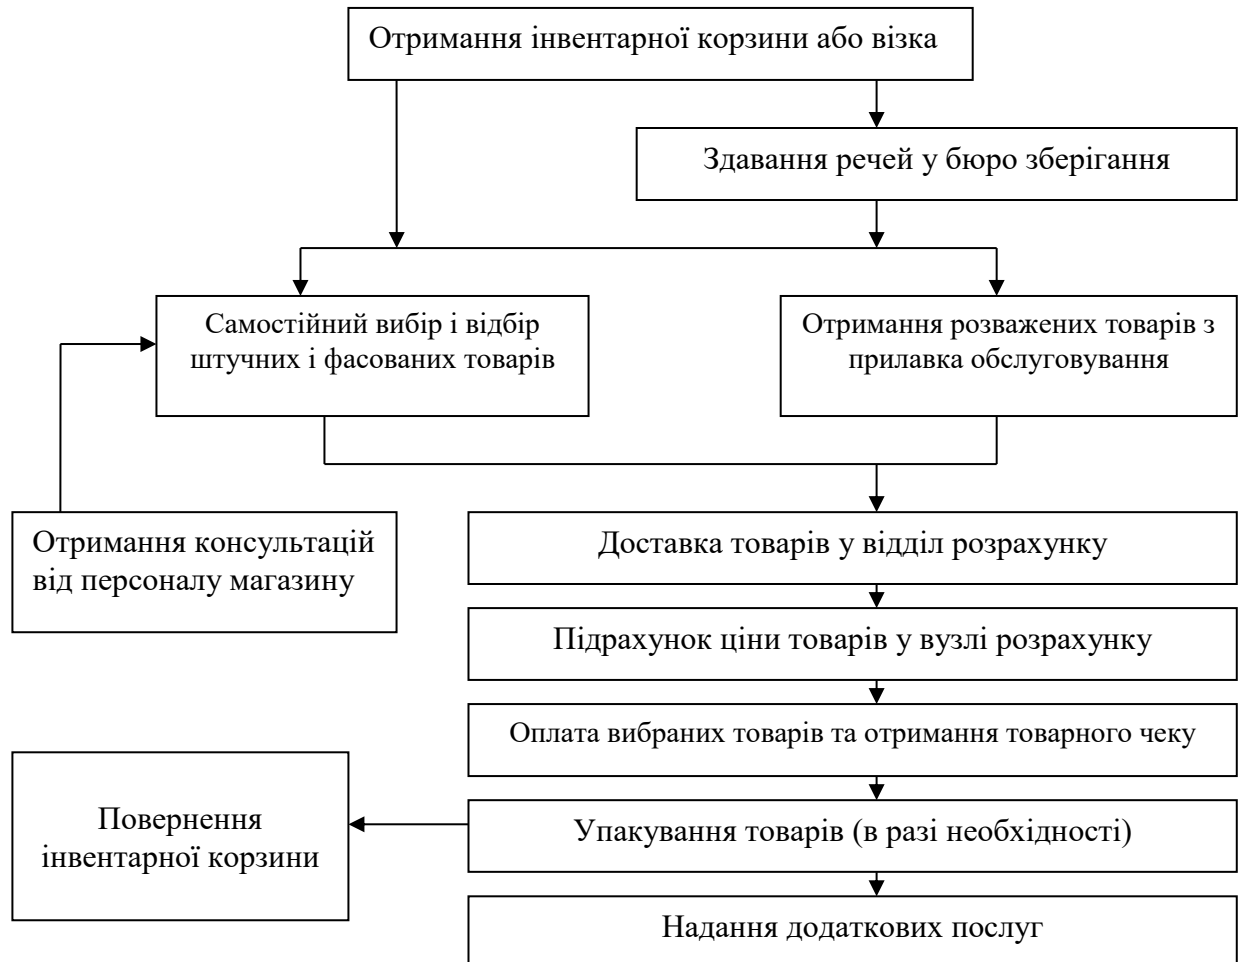 Отримання інвентарної корзини або візка
Здавання речей у бюро зберігання
Самостійний вибір і відбір
штучних і фасованих товарів
Отримання розважених товарів з
прилавка обслуговування
Отримання консультацій
від персоналу магазину
Доставка товарів у відділ розрахунку
Підрахунок ціни товарів у вузлі розрахунку
Оплата вибраних товарів та отримання товарного чеку
Повернення
інвентарної корзини
Упакування товарів (в разі необхідності)
Надання додаткових послуг